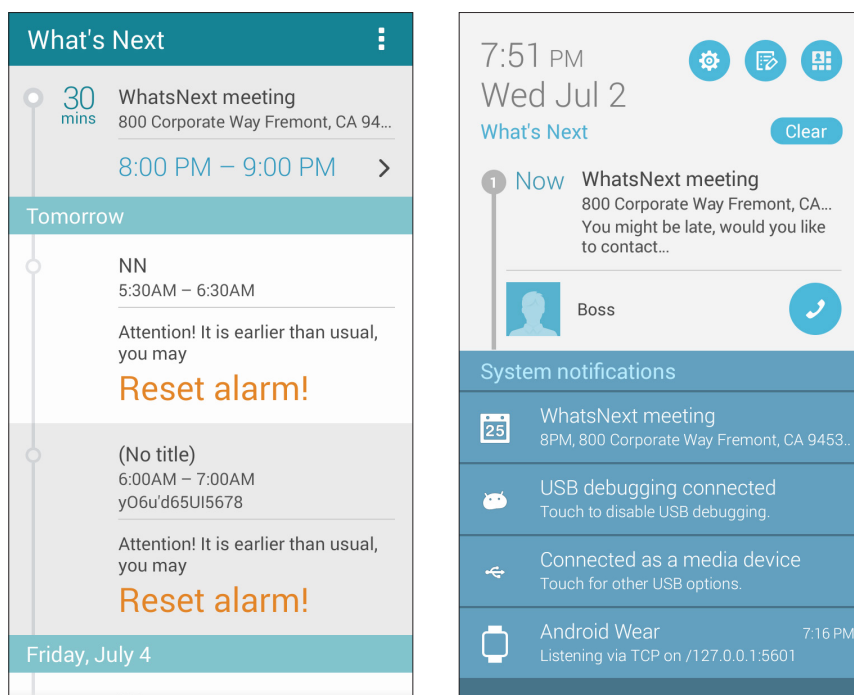 What's Next
30
mins
WhatsNext meeting
800 Corporate Way Fremont, CA 94...
8:00 PM – 9:00 PM
Tomorrow
NN
5:30AM – 6:30AM
Attention! It is earlier than usual,
you may
Reset alarm!
(No title)
6:00AM – 7:00AM
yO6u'd65UI5678
Attention! It is earlier than usual,
you may
Reset alarm!
Friday, July 4
7:51 PM
Wed Jul 2
What's Next
Clear
1
Now
WhatsNext meeting
800 Corporate Way Fremont, CA...
You might be late, would you like
to contact...
Boss
System notifications
25
WhatsNext meeting
8PM, 800 Corporate Way Fremont, CA 9453..
USB debugging connected
Touch to disable USB debugging.
Connected as a media device
Touch for other USB options.
Android Wear
7:16 PM
Listening via TCP on /127.0.0.1:5601